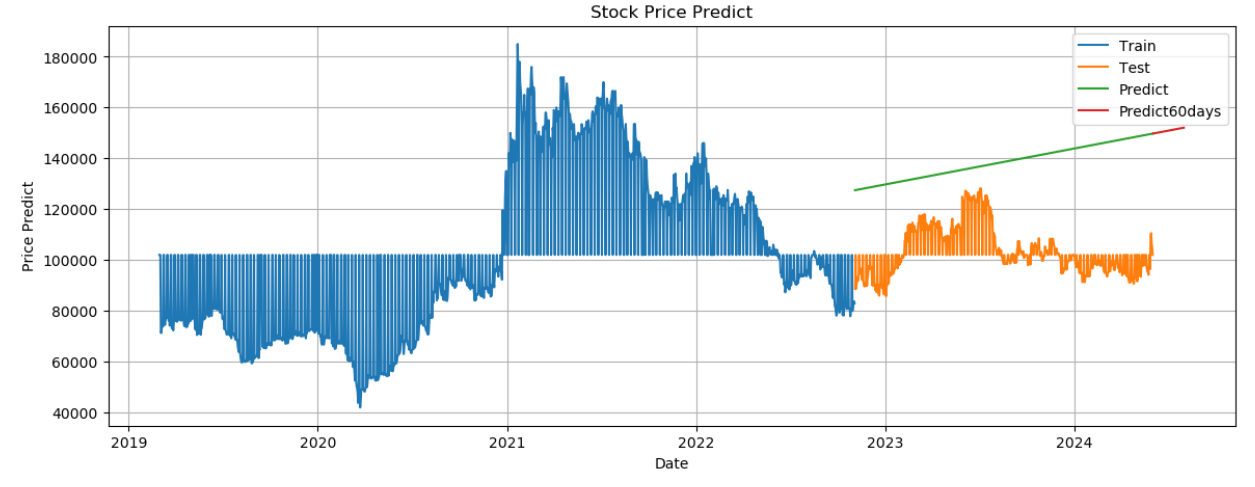 Stock Price Predict
180000
160000
140000
120000
100000
80000
60000
40000
Price Predict
2019
2020
2021
2022
2023
2024
Date
Train
Test
Predict
Predict60days